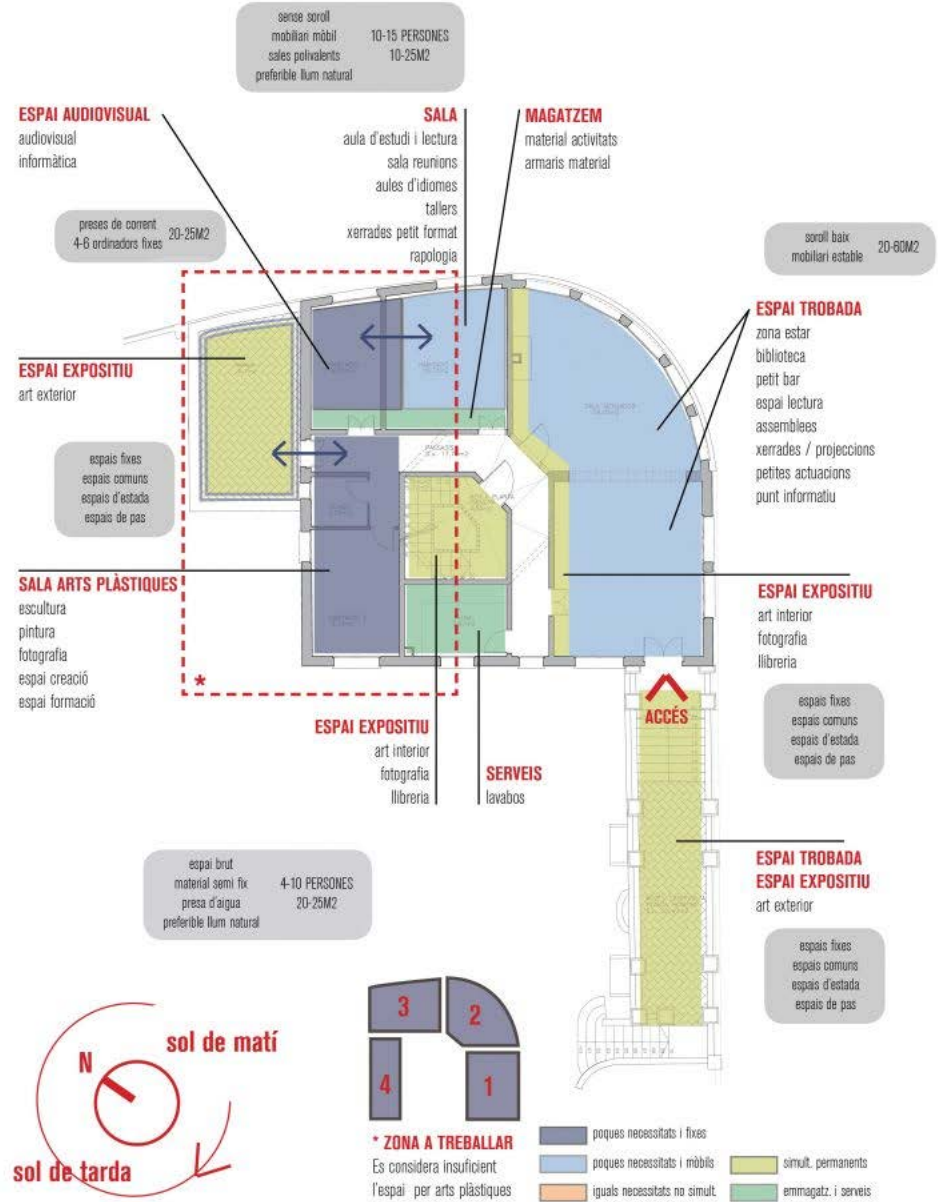 sense soroll
mobiliari mòbil
sales polivalents
preferible llum natural
10-15 PERSONES
10-25M2
ESPAI AUDIOVISUAL
audiovisual
informàtica
SALA
aula d'estudi i lectura
sala reunions
aules d'idiomes
tallers
xerrades petit format
rapologia
MAGATZEM
material activitats
armaris material
preses de corrent
4-6 ordinadors fixes
20-25M2
soroll baix
mobiliari estable
20-60M2
ESPAI TROBADA
zona estar
biblioteca
petit bar
espai lectura
assemblees
xerrades / projeccions
petites actuacions
punt informatiu
ESPAI EXPOSITIU
art exterior
espais fixes
espais comuns
espais d'estada
espais de pas
SALA ARTS PLÀSTIQUES
escultura
pintura
fotografia
espai creació
espai formació
*
ESPAI EXPOSITIU
art interior
fotografia
llibreria
SERVEIS
lavabos
ESPAI EXPOSITIU
art interior
fotografia
llibreria
ACCÉS
espais fixes
espais comuns
espais d'estada
espais de pas
ESPAI TROBADA
ESPAI EXPOSITIU
art exterior
espais fixes
espais comuns
espais d'estada
espais de pas
espai brut
material semi fix
presa d'aigua
preferible llum natural
4-10 PERSONES
20-25M2
N
sol de matí
sol de tarda
3
2
4
1
* ZONA A TREBALLAR
Es considera insuficient
l'espai per arts plàstiques
poques necessitats i fixes
poques necessitats i mòbils
iguals necessitats no simult.
simult. permanents
emmagatz. i serveis